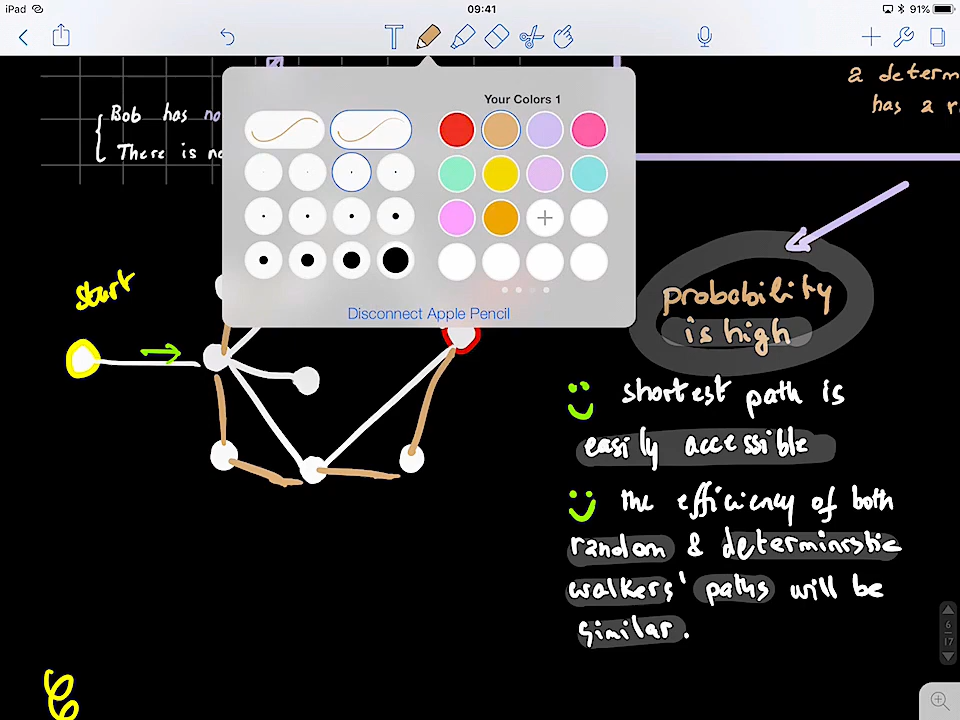 iPad
09:41
91%
T
a determ
has a r
Bob has no
There is no
Your Colors 1
Disconnect Apple Pencil
start
probability
is high
shortest path is
easily accessible
the efficiency of both
random & deterministic
walkers' paths will be
similar.
6
17